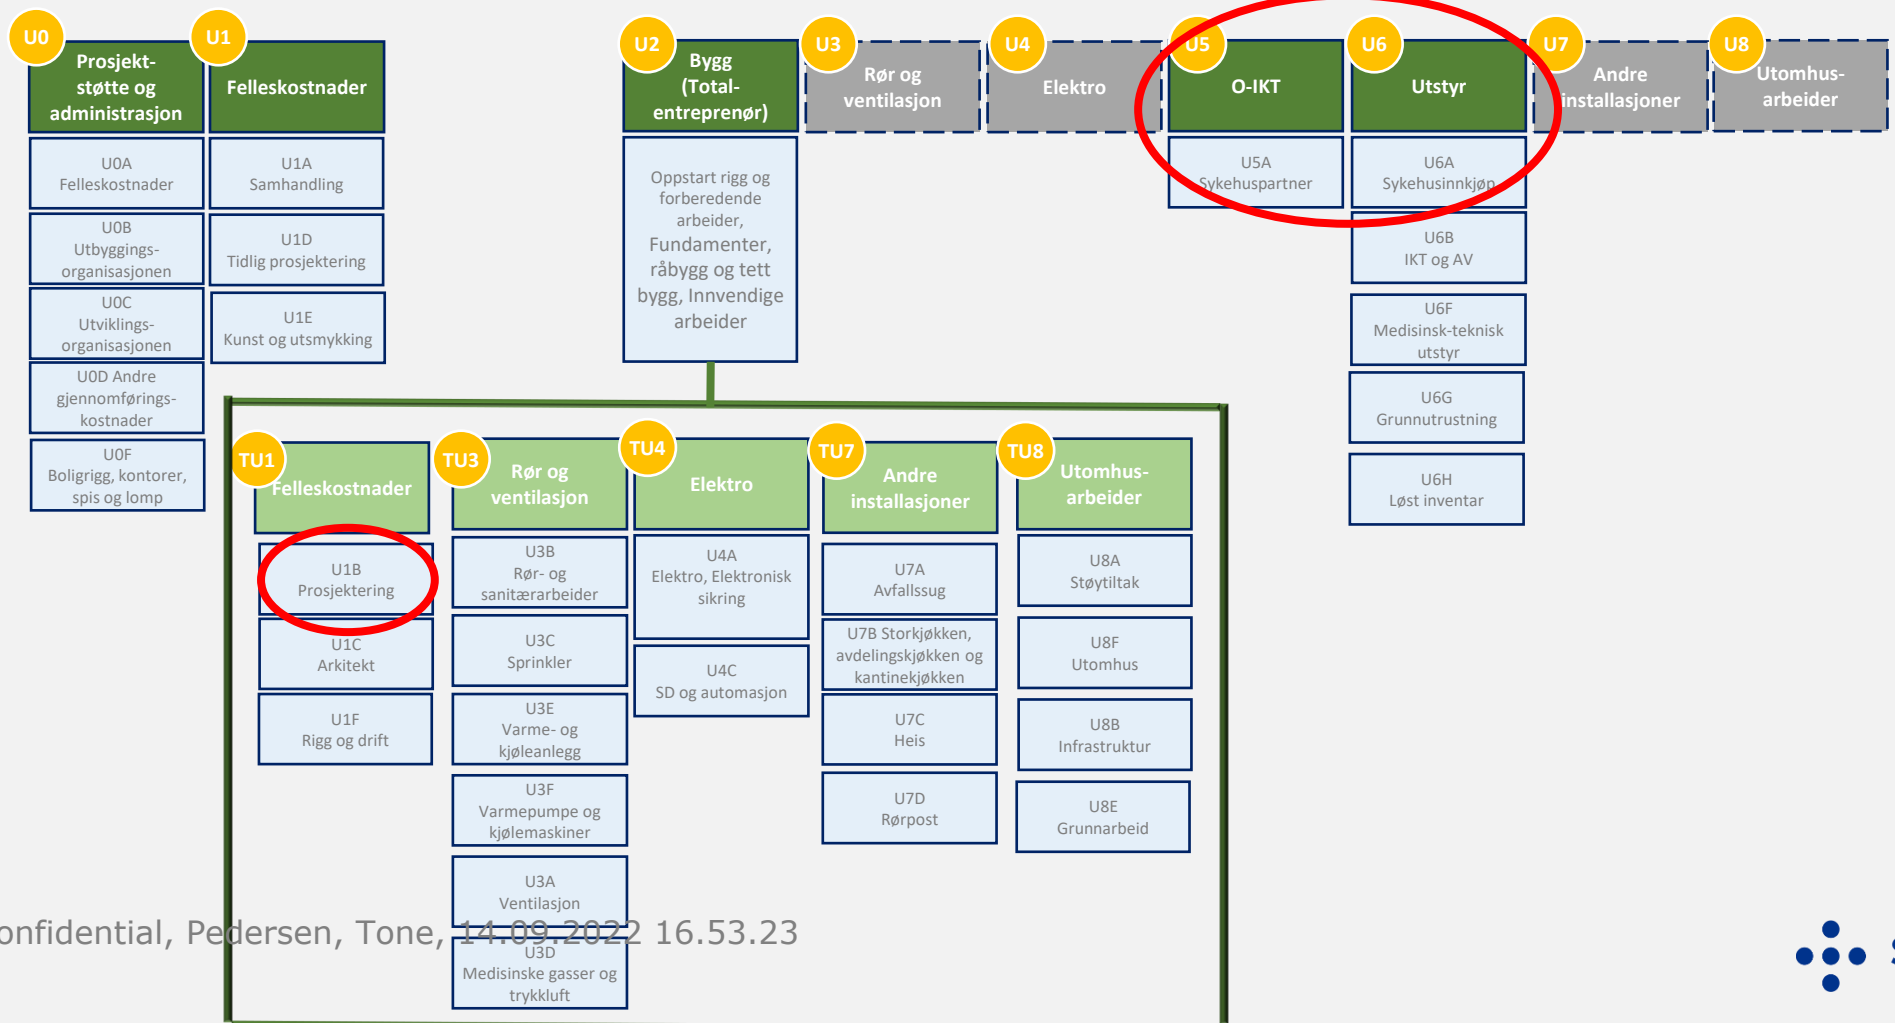 U0
Prosjekt-
støtte og
administrasjon
U0A
Felleskostnader
U0B
Utbyggings-
organisasjonen
U0C
Utviklings-
organisasjonen
U0D Andre
gjennomførings-
kostnader
U0F
Boligrigg, kontorer,
spis og lomp
U1
Felleskostnader
U1A
Samhandling
U1D
Tidlig prosjektering
U1E
Kunst og utsmykking
U2
Bygg
(Total-
entreprenør)
Oppstart rigg og
forberedende
arbeider,
Fundamenter,
råbygg og tett
bygg, Innvendige
arbeider
U3
Rør og
ventilasjon
U4
Elektro
U5
O-IKT
U5A
Sykehuspartner
U6
Utstyr
U6A
Sykehusinnkjøp
U6B
IKT og AV
U6F
Medisinsk-teknisk
utstyr
U6G
Grunnutrustning
U6H
Løst inventar
U7
Andre
installasjoner
U8
Utomhus-
arbeider
TU1
Felleskostnader
U1B
Prosjektering
U1C
Arkitekt
U1F
Rigg og drift
TU3
Rør og
ventilasjon
U3B
Rør- og
sanitærarbeider
U3C
Sprinkler
U3E
Varme- og
kjøleanlegg
U3F
Varmepumpe og
kjølemaskiner
U3A
Ventilasjon
U3D
Medisinske gasser og
trykkluft
TU4
Elektro
U4A
Elektro, Elektronisk
sikring
U4C
SD og automasjon
TU7
Andre
installasjoner
U7A
Avfallssug
U7B Storkjøkken,
avdelingskjøkken og
kantinekjøkken
U7C
Heis
U7D
Rørpost
TU8
Utomhus-
arbeider
U8A
Støytiltak
U8F
Utomhus
U8B
Infrastruktur
U8E
Grunnarbeid
onfidential, Pedersen, Tone, 14.09.2022 16.53.23